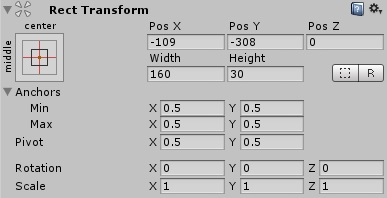 Rect Transform
center
middle
Pos X Pos Y Pos Z
-109 -308 0
Width Height
160 30
R
Anchors
Min X 0.5 Y 0.5
Max X 0.5 Y 0.5
Pivot X 0.5 Y 0.5
Rotation X 0 Y 0 Z 0
Scale X 1 Y 1 Z 1